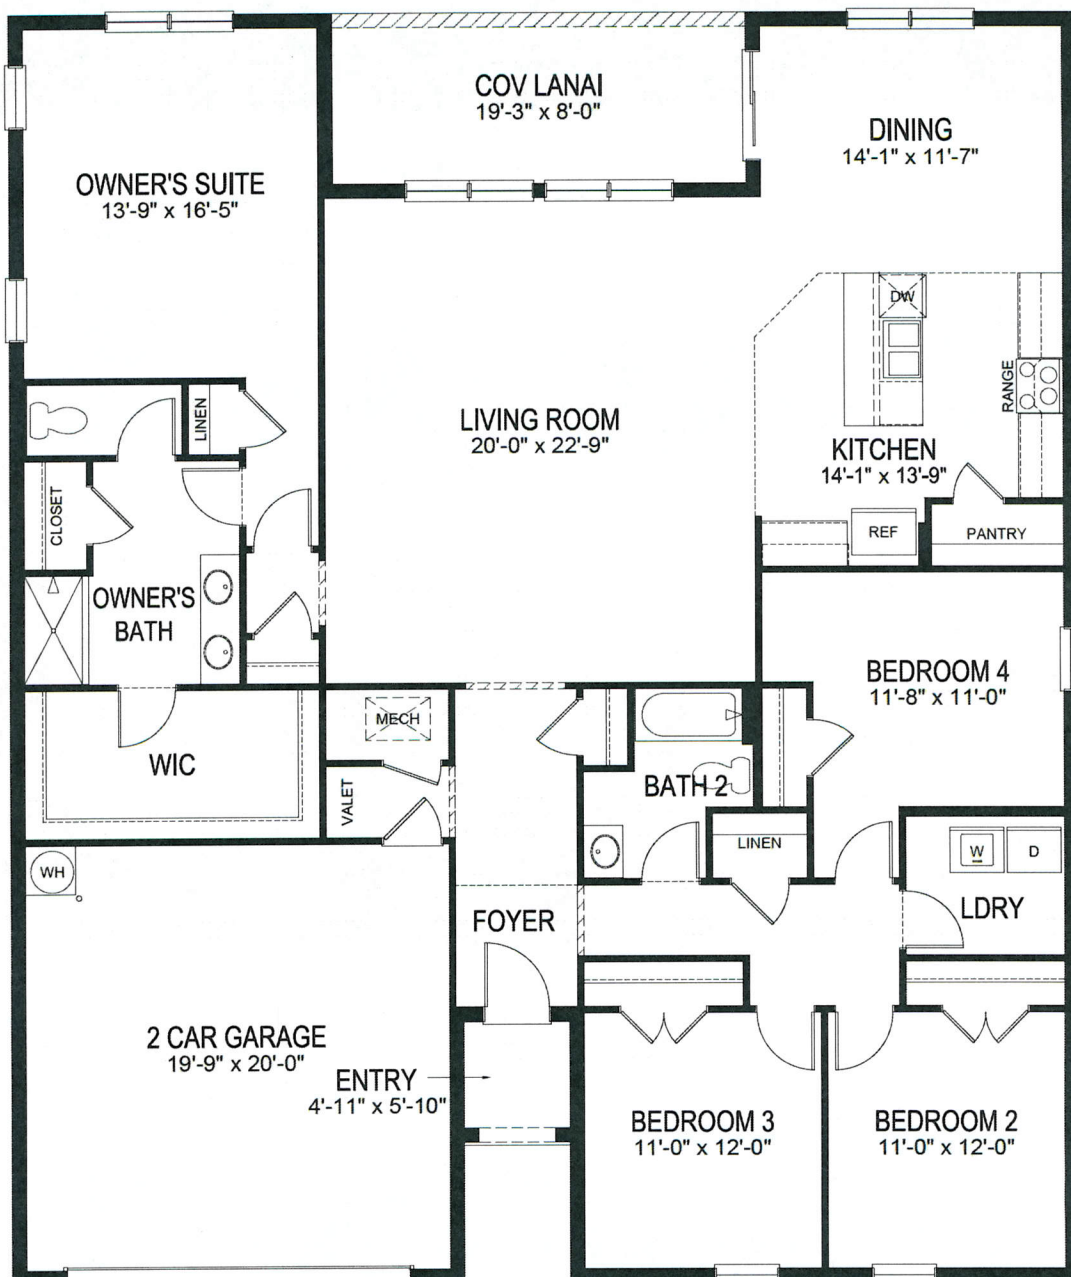 COV LANAI
19'-3" x 8'-0"
DINING
14'-1" x 11'-7"
OWNER'S SUITE
13'-9" x 16'-5"
DW
RANGE
LINEN
LIVING ROOM
20'-0" x 22'-9"
KITCHEN
14'-1" x 13'-9"
CLOSET
REF
PANTRY
OWNER'S
BATH
BEDROOM 4
11'-8" x 11'-0"
MECH
WIC
VALET
BATH 2
LINEN
W
D
WH
LDRY
FOYER
2 CAR GARAGE
19'-9" x 20'-0"
ENTRY
4'-11" x 5'-10"
BEDROOM 3
11'-0" x 12'-0"
BEDROOM 2
11'-0" x 12'-0"